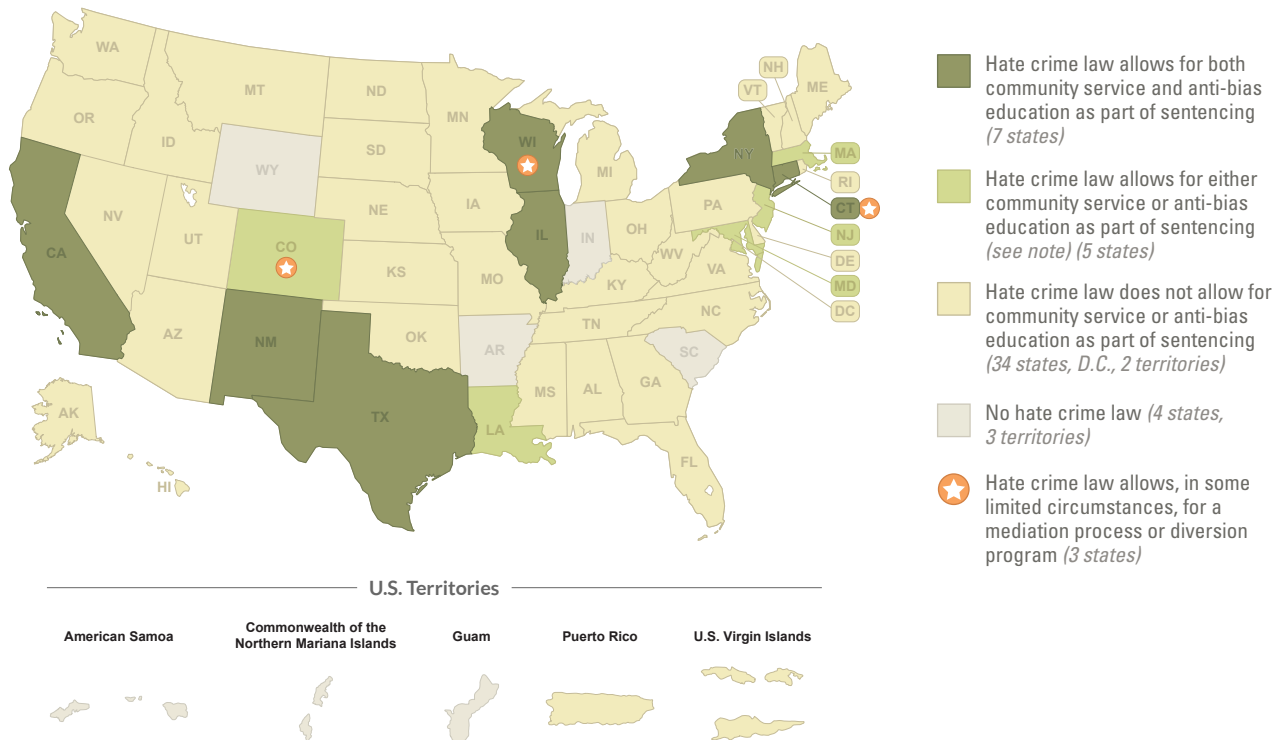 WA
MT
ND
MN
OR
ID
SD
WI
MI
NY
VT
NH
ME
MA
RI
CT
NJ
DE
MD
DC
WY
NV
UT
CO
NE
IA
IL
IN
OH
PA
WV
VA
KY
CA
KS
MO
AZ
NM
OK
AR
TN
NC
SC
MS
AL
GA
TX
LA
FL
AK
HI
Hate crime law allows for both
community service and anti-bias
education as part of sentencing
(7 states)
Hate crime law allows for either
community service or anti-bias
education as part of sentencing
(see note) (5 states)
Hate crime law does not allow for
community service or anti-bias
education as part of sentencing
(34 states, D.C., 2 territories)
No hate crime law (4 states,
3 territories)
Hate crime law allows, in some
limited circumstances, for a
mediation process or diversion
program (3 states)
U.S. Territories
American Samoa
Commonwealth of the
Northern Mariana Islands
Guam
Puerto Rico
U.S. Virgin Islands